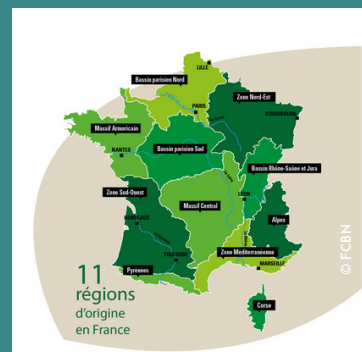 LILLE
Bassin parisien Nord
Zone Nord-Est
PARIS
STRASBOURG
Massif Armoricain
NANTES
Bassin parisien Sud
Bassin Rhône-Saône et Jura
Zone Sud-Ouest
LYON
Massif Central
BORDEAUX
Alpes
Zone Méditerranéenne
TOULOUSE
MARSEILLE
Pyrénées
Corse
11
régions
d'origine
en France
© FCBN